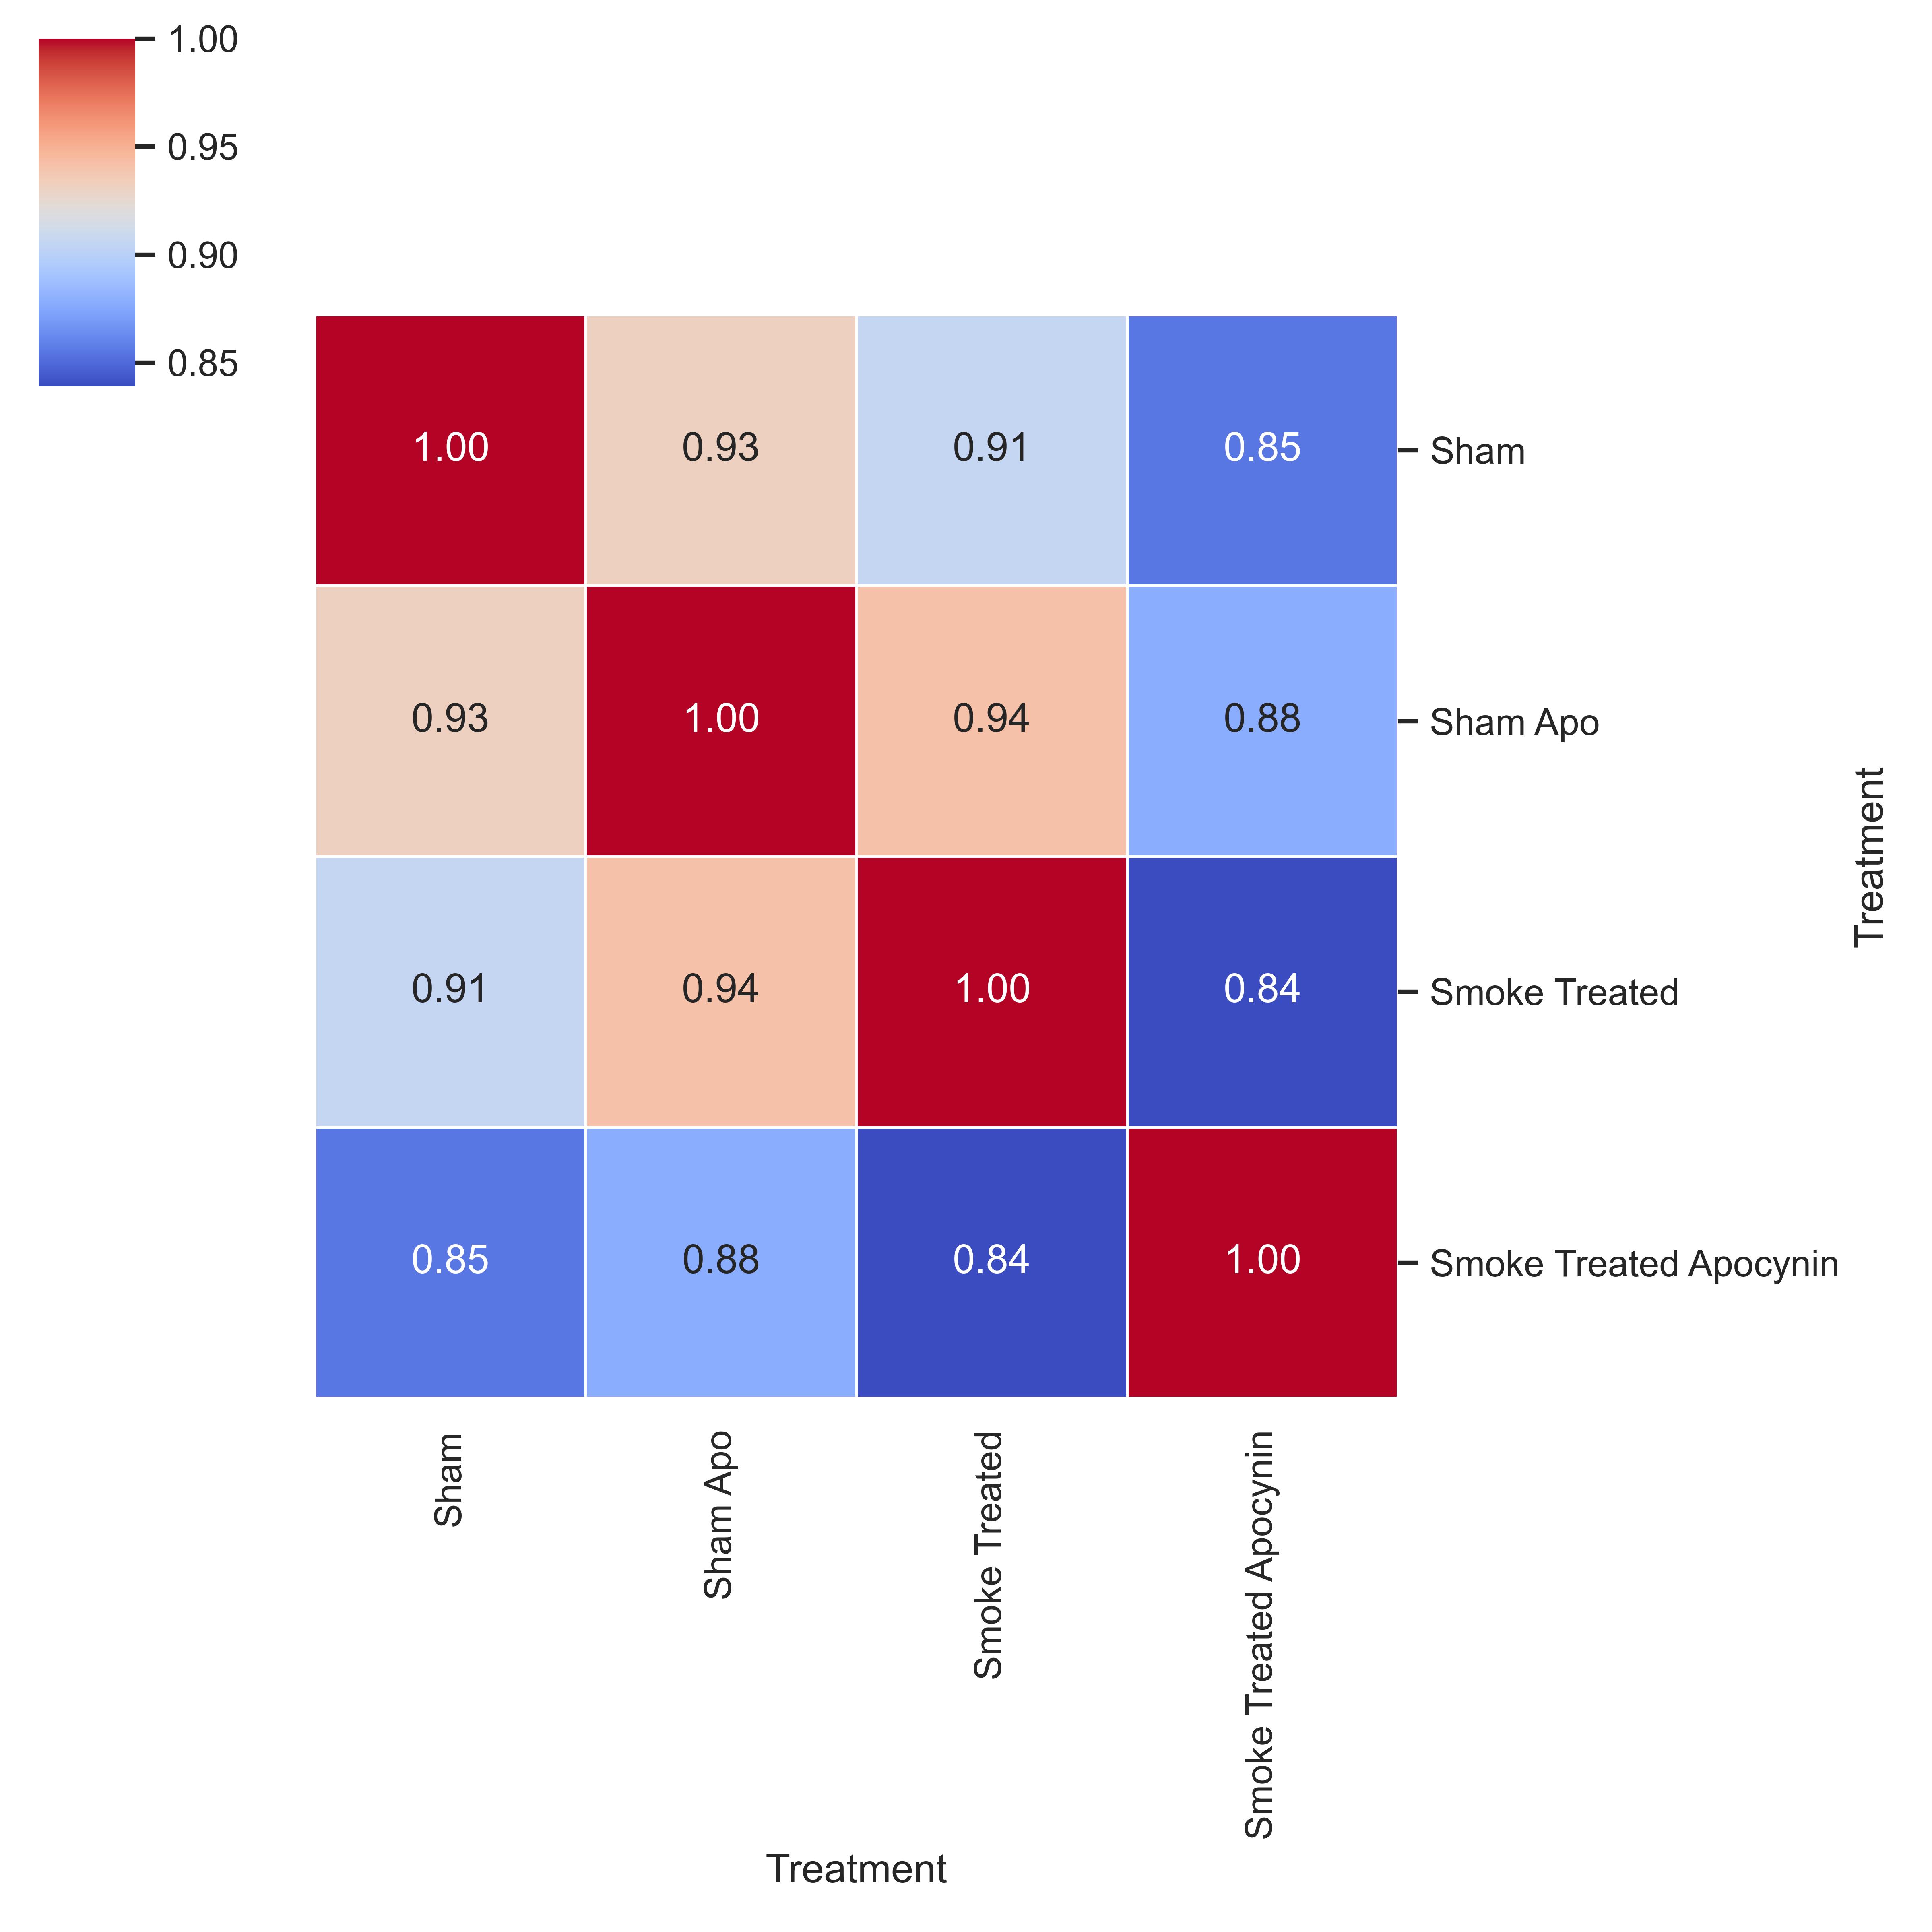 1.00
0.95
0.90
0.85
1.00 0.93 0.91 0.85 Sham
0.93 1.00 0.94 0.88 Sham Apo
0.91 0.94 1.00 0.84 Smoke Treated
0.85 0.88 0.84 1.00 Smoke Treated Apocynin
Treatment
Sham
Sham Apo
Smoke Treated
Smoke Treated Apocynin
Treatment